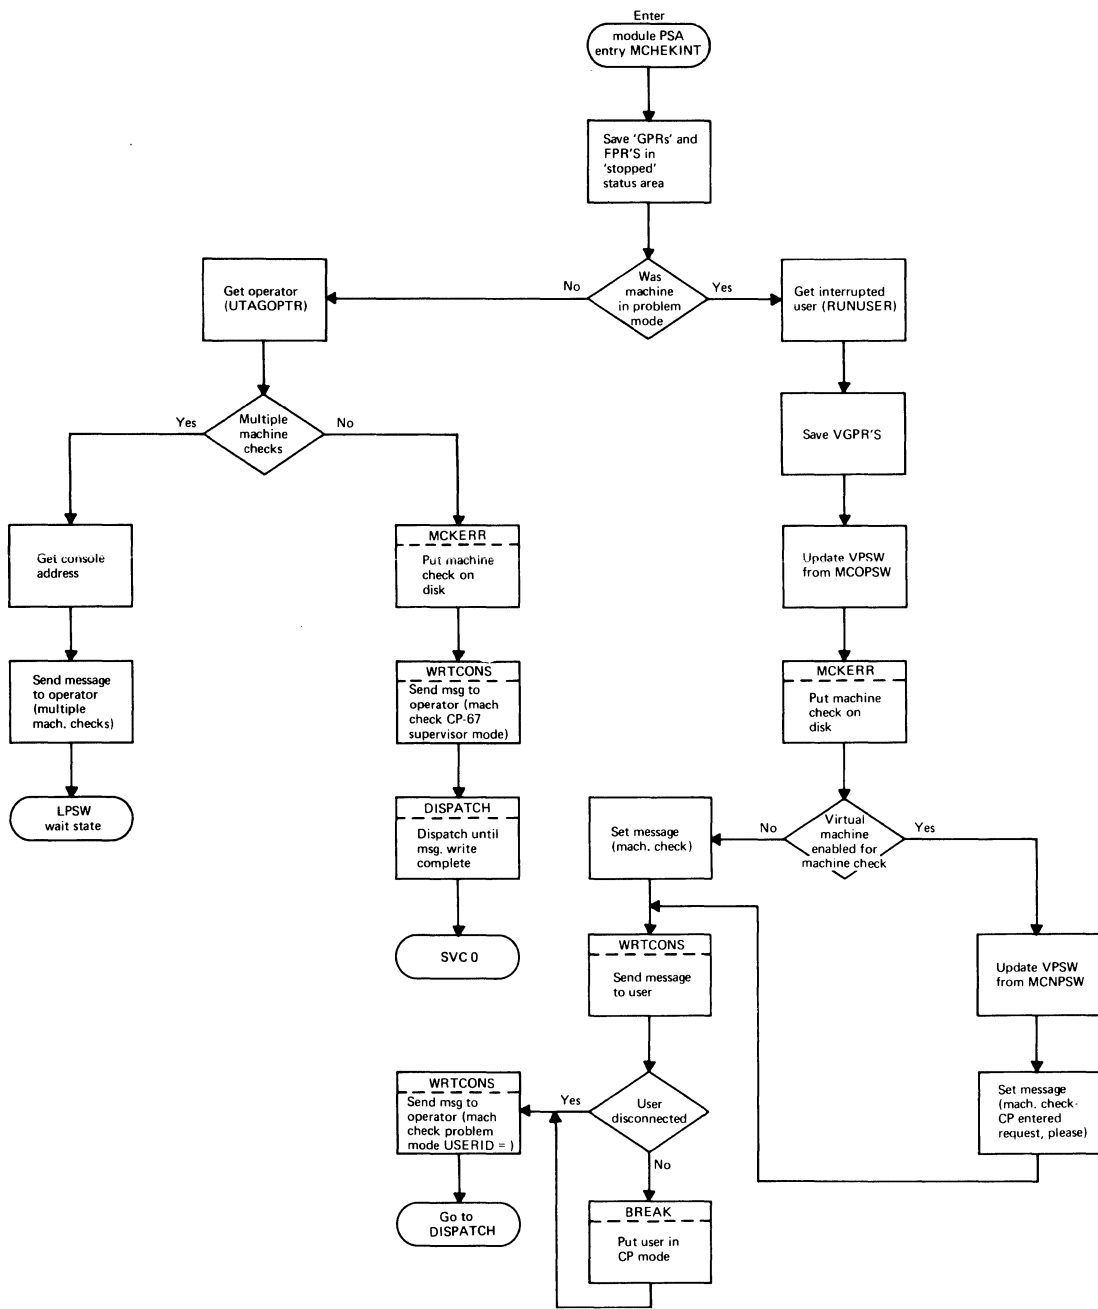 Enter
module PSA
entry MCHEKINT
Save 'GPRs' and
FPR'S in
'stopped'
status area
Was
machine
in problem
mode
No
Yes
Get operator
(UTAGOPTR)
Get interrupted
user (RUNUSER)
Multiple
machine
checks
Yes
No
Save VGPR'S
Get console
address
MCKERR
Put machine
check on
disk
Update VPSW
from MCOPSW
Send message
to operator
(multiple
mach. checks)
WRTCONS
Send msg to
operator (mach
check CP-67
supervisor mode)
MCKERR
Put machine
check on
disk
LPSW
wait state
DISPATCH
Dispatch until
msg. write
complete
Set message
(mach. check)
No
Virtual
machine
enabled for
machine check
Yes
SVC 0
WRTCONS
Send message
to user
Update VPSW
from MCNPSW
WRTCONS
Send msg to
operator (mach
check problem
mode USERID = )
Yes
User
disconnected
No
Set message
(mach. check-
CP entered
request, please)
Go to
DISPATCH
BREAK
Put user in
CP mode